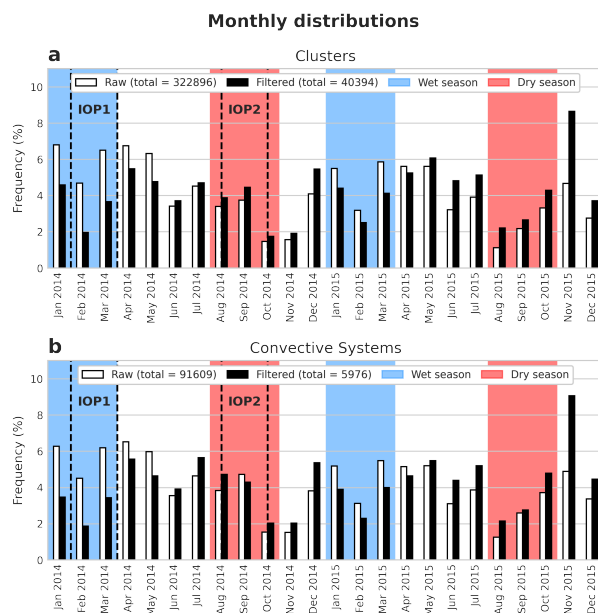 Monthly distributions
a
Clusters
Raw (total = 322896) Filtered (total = 40394) Wet season Dry season
IOP1 IOP2
Frequency (%)
10
8
6
4
2
0
Jan 2014 Feb 2014 Mar 2014 Apr 2014 May 2014 Jun 2014 Jul 2014 Aug 2014 Sep 2014 Oct 2014 Nov 2014 Dec 2014 Jan 2015 Feb 2015 Mar 2015 Apr 2015 May 2015 Jun 2015 Jul 2015 Aug 2015 Sep 2015 Oct 2015 Nov 2015 Dec 2015
b
Convective Systems
Raw (total = 91609) Filtered (total = 5976) Wet season Dry season
IOP1 IOP2
Frequency (%)
10
8
6
4
2
0
Jan 2014 Feb 2014 Mar 2014 Apr 2014 May 2014 Jun 2014 Jul 2014 Aug 2014 Sep 2014 Oct 2014 Nov 2014 Dec 2014 Jan 2015 Feb 2015 Mar 2015 Apr 2015 May 2015 Jun 2015 Jul 2015 Aug 2015 Sep 2015 Oct 2015 Nov 2015 Dec 2015